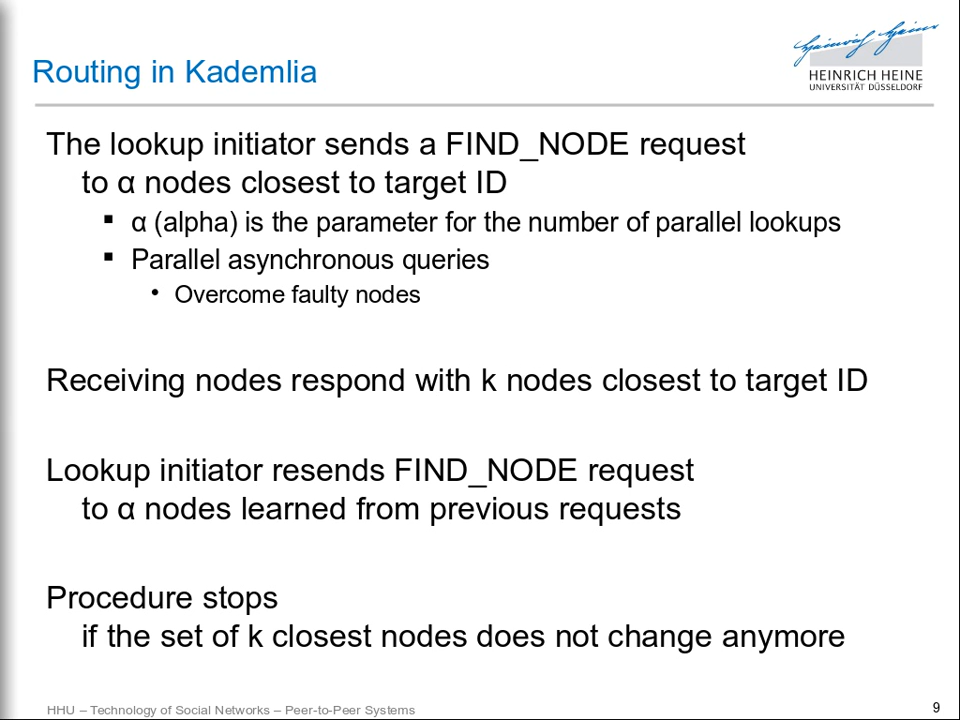 Heinrich Heine
HEINRICH HEINE
UNIVERSITÄT DÜSSELDORF
Routing in Kademlia
The lookup initiator sends a FIND_NODE request
to α nodes closest to target ID
▪ α (alpha) is the parameter for the number of parallel lookups
▪ Parallel asynchronous queries
• Overcome faulty nodes
Receiving nodes respond with k nodes closest to target ID
Lookup initiator resends FIND_NODE request
to α nodes learned from previous requests
Procedure stops
if the set of k closest nodes does not change anymore
HHU – Technology of Social Networks – Peer-to-Peer Systems
9